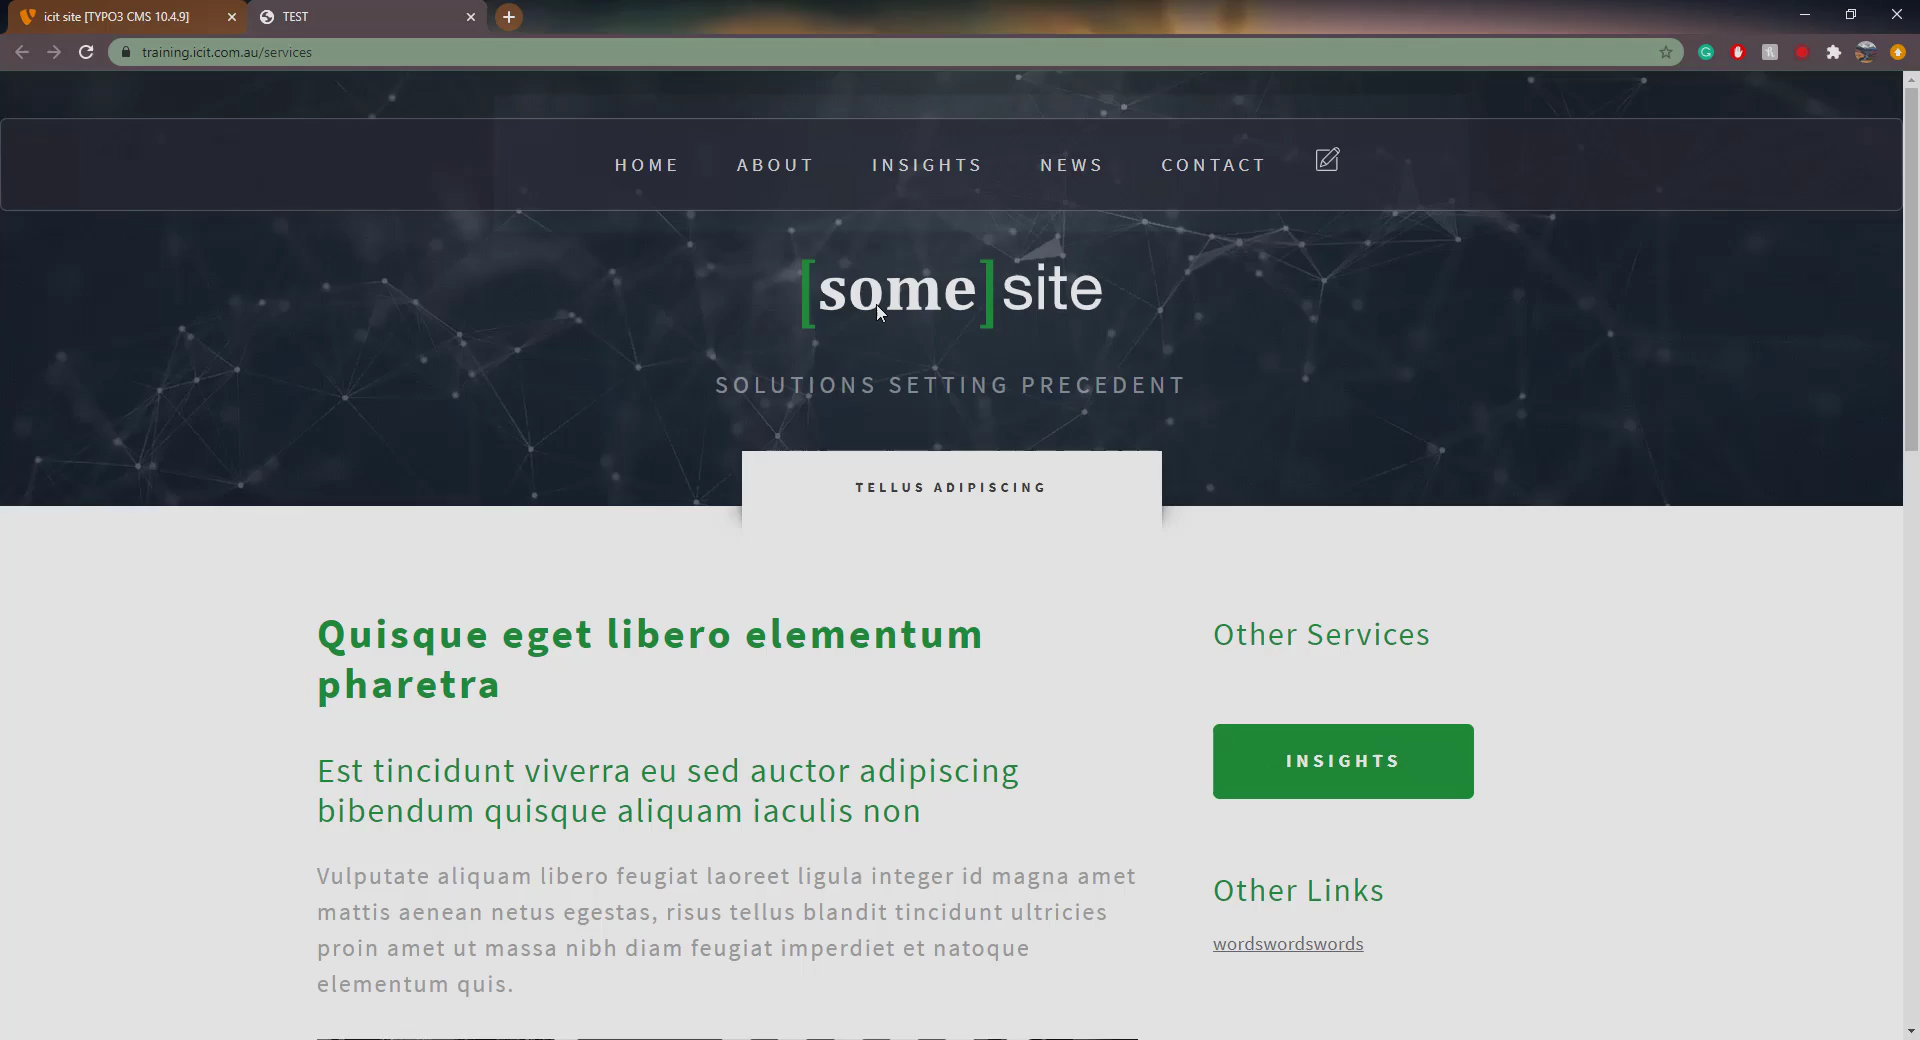 icit site [TYPO3 CMS 10.4.9]
TEST
training.icit.com.au/services
HOME
ABOUT
INSIGHTS
NEWS
CONTACT
[some]site
SOLUTIONS SETTING PRECEDENT
TELLUS ADIPISCING
Quisque eget libero elementum
pharetra
Est tincidunt viverra eu sed auctor adipiscing
bibendum quisque aliquam iaculis non
Vulputate aliquam libero feugiat laoreet ligula integer id magna amet
mattis aenean netus egestas, risus tellus blandit tincidunt ultricies
proin amet ut massa nibh diam feugiat imperdiet et natoque
elementum quis.
Other Services
INSIGHTS
Other Links
wordswordswords